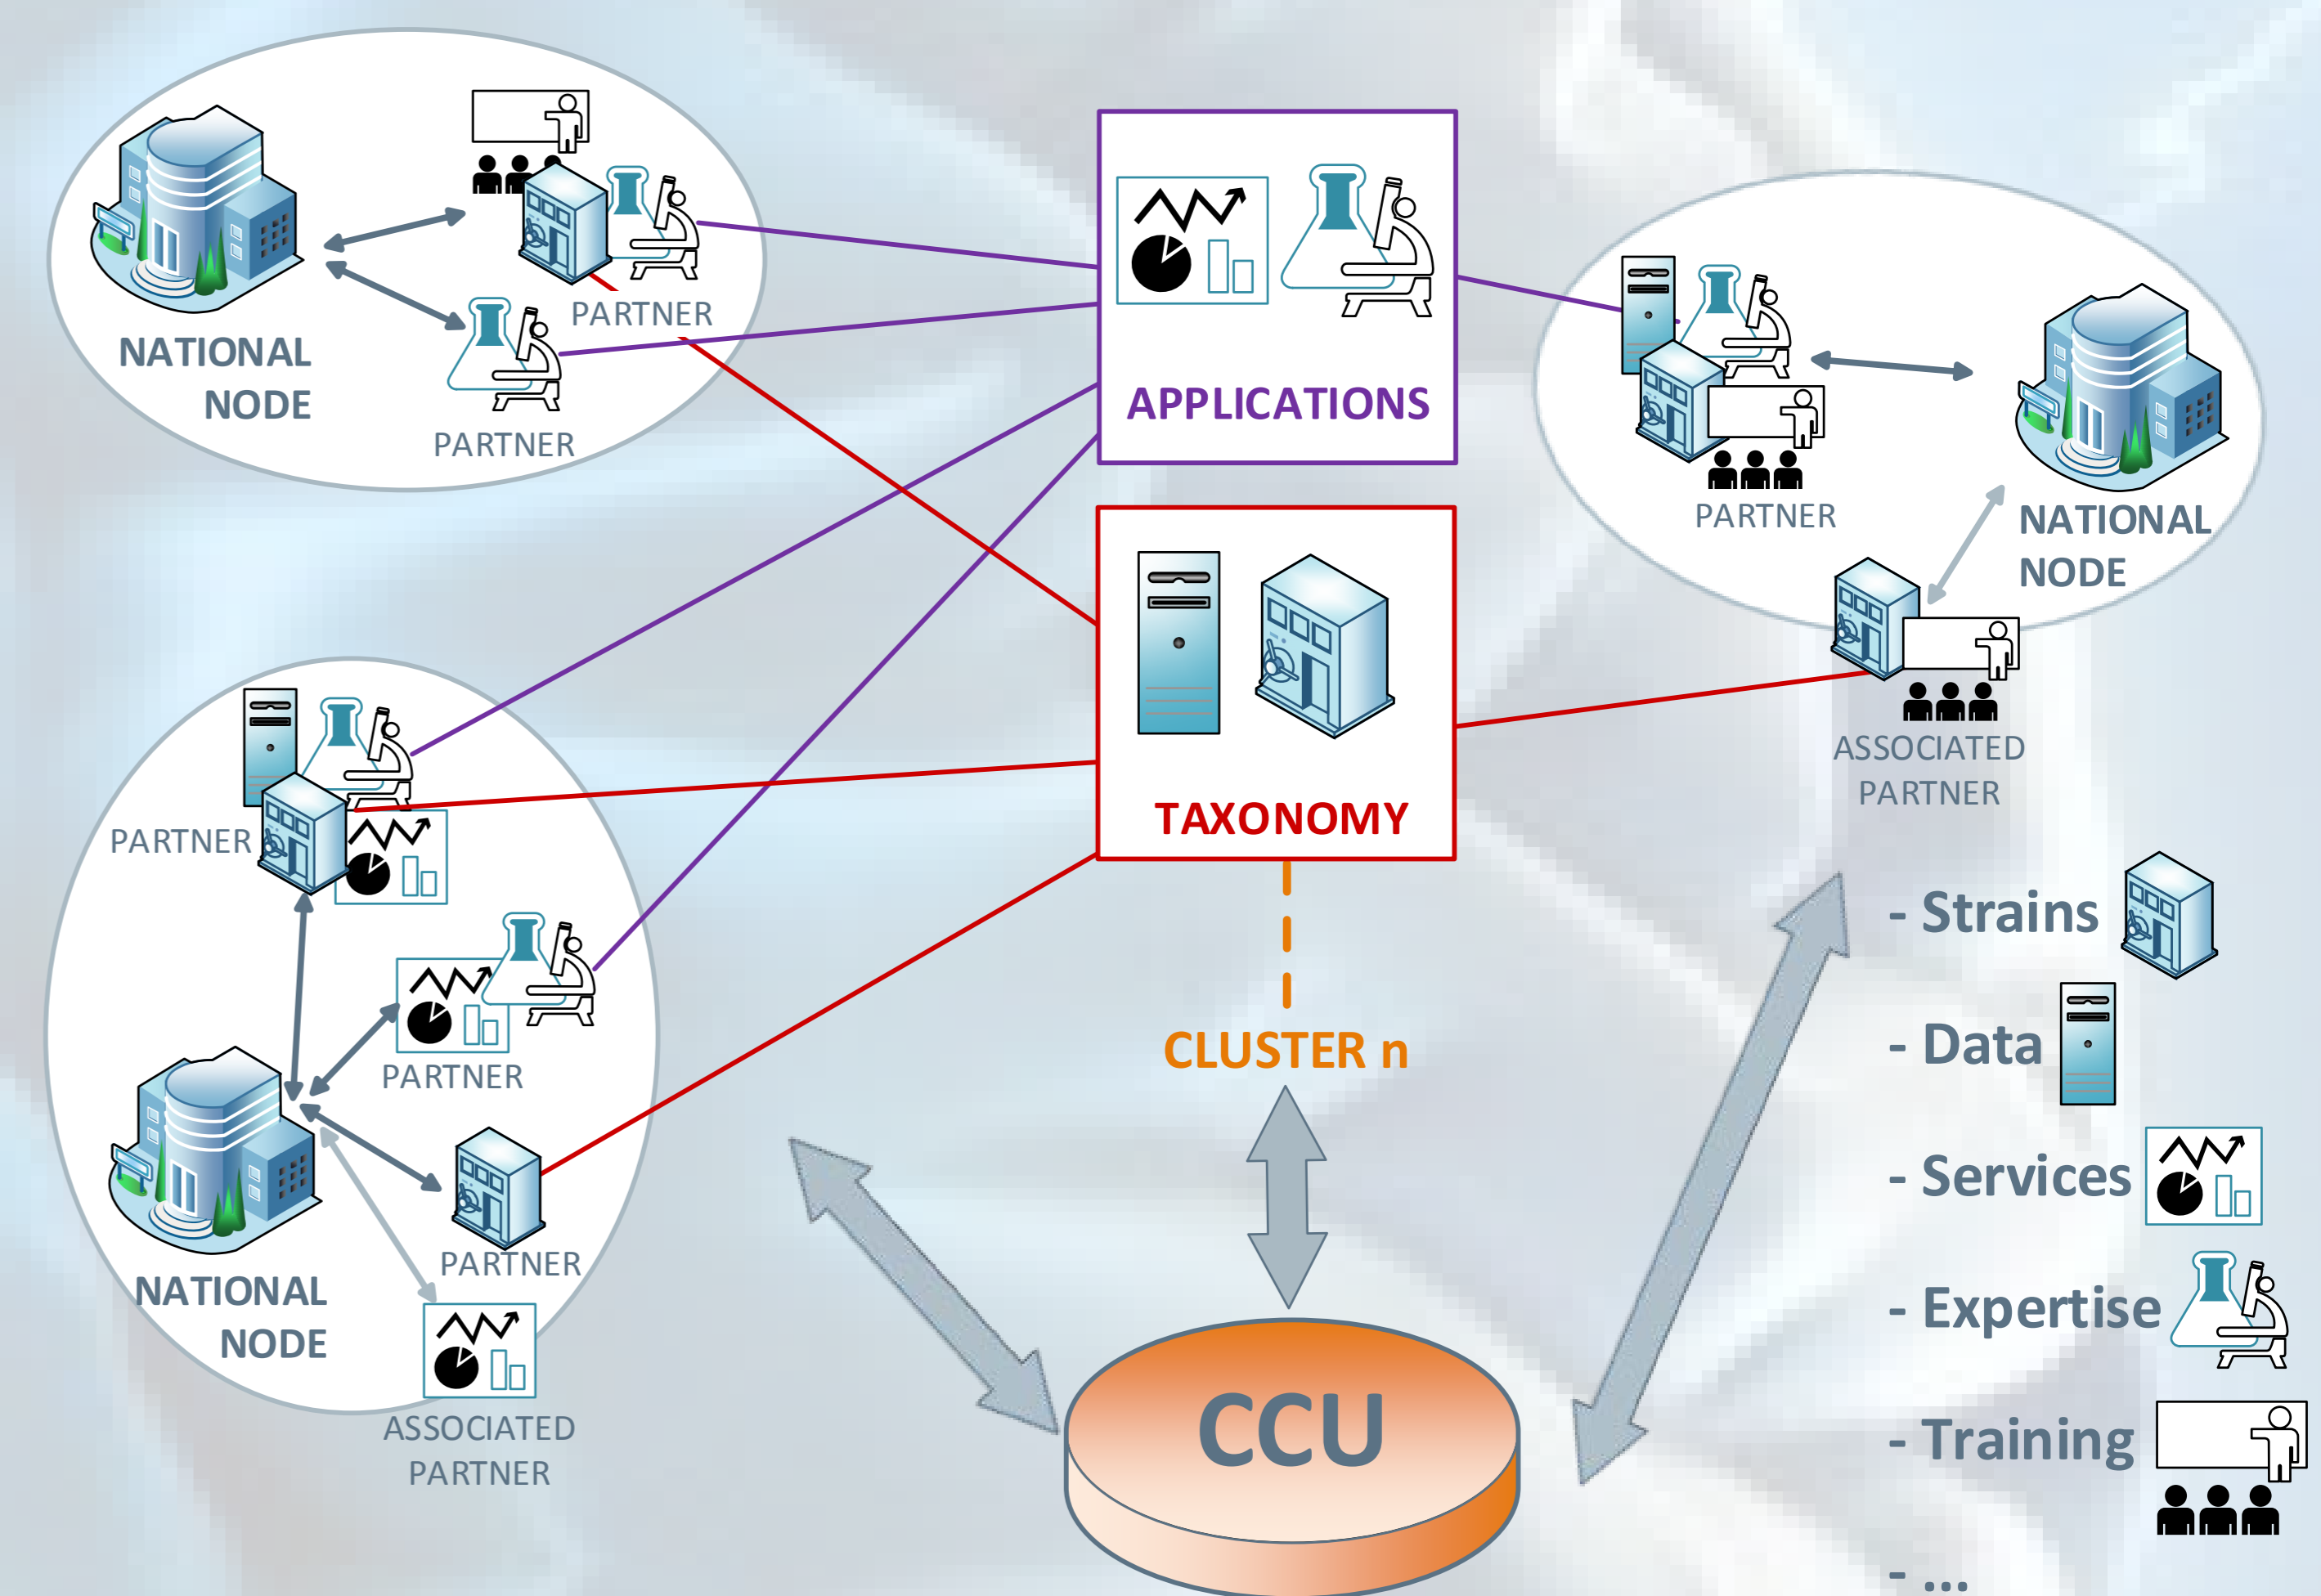 PARTNER
NATIONAL
NODE
PARTNER
APPLICATIONS
PARTNER
NATIONAL
NODE
ASSOCIATED
PARTNER
TAXONOMY
CLUSTER n
PARTNER
PARTNER
PARTNER
NATIONAL
NODE
ASSOCIATED
PARTNER
CCU
- Strains
- Data
- Services
- Expertise
- Training
- ...